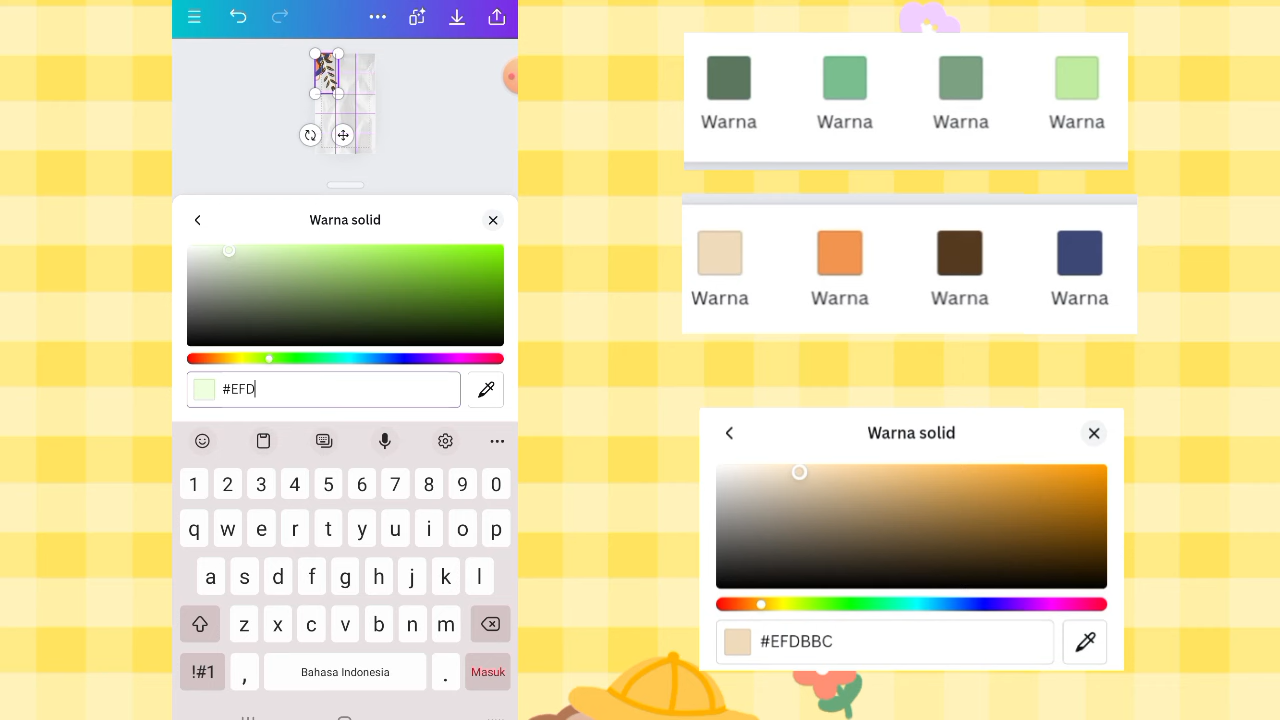 Warna solid
#EFD
1 2 3 4 5 6 7 8 9 0
q w e r t y u i o p
a s d f g h j k l
z x c v b n m
!#1 , Bahasa Indonesia . Masuk
Warna Warna Warna Warna
Warna Warna Warna Warna
Warna solid
#EFDBBC